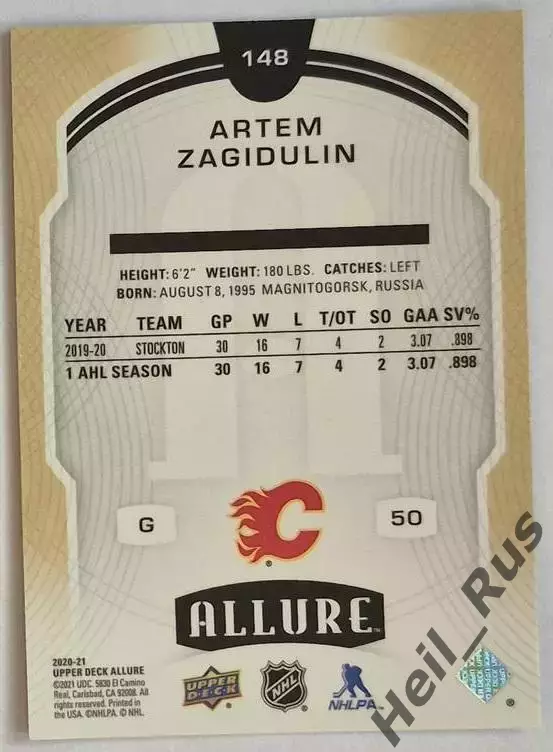 148
ARTEM
ZAGIDULIN
HEIGHT: 6'2" WEIGHT: 180 LBS. CATCHES: LEFT
BORN: AUGUST 8, 1995 MAGNITOGORSK, RUSSIA
YEAR TEAM GP W L T/OT SO GAA SV%
2019-20 STOCKTON 30 16 7 4 2 3.07 .898
1 AHL SEASON 30 16 7 4 2 3.07 .898
G
C
50
ALLURE™
2020-21
UPPER DECK ALLURE
©2021 UDC. 5830 El Camino
Real, Carlsbad, CA 92008. All
rights reserved. Printed in
the USA. ©NHLPA. © NHL.
UPPER
DECK
NHL
NHLPA
Heil_Rus